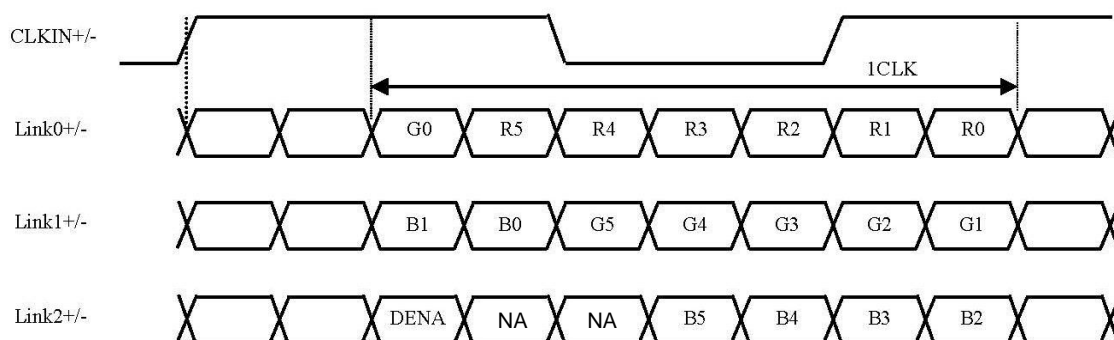 CLKIN+/-
1CLK
Link0+/- G0 R5 R4 R3 R2 R1 R0
Link1+/- B1 B0 G5 G4 G3 G2 G1
Link2+/- DENA NA NA B5 B4 B3 B2